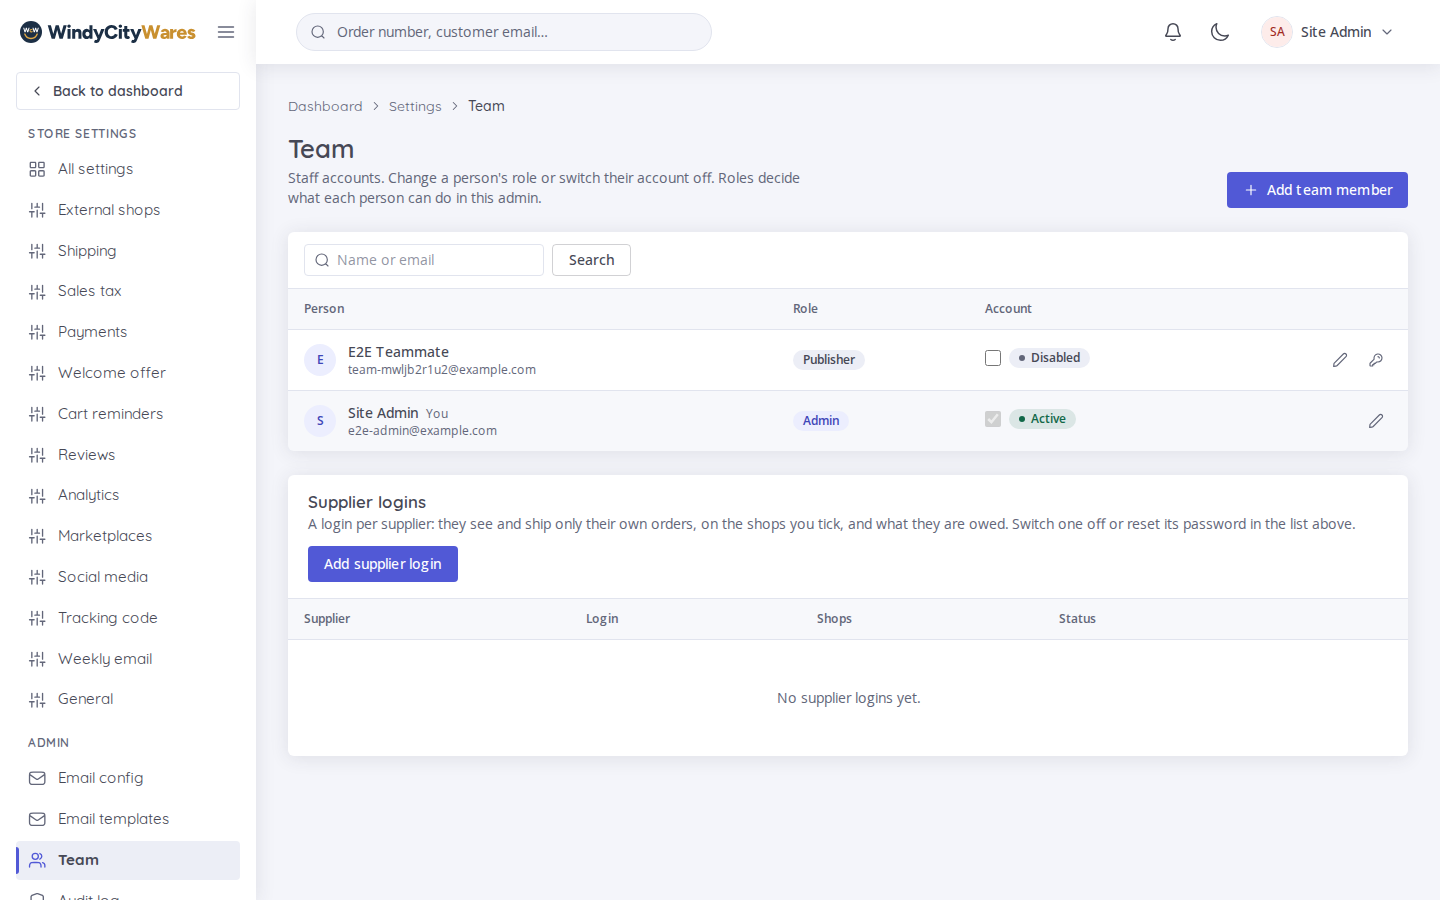 WindyCityWares
Order number, customer email...
SA
Site Admin
Back to dashboard
STORE SETTINGS
All settings
External shops
Shipping
Sales tax
Payments
Welcome offer
Cart reminders
Reviews
Analytics
Marketplaces
Social media
Tracking code
Weekly email
General
ADMIN
Email config
Email templates
Team
Audit log
Dashboard > Settings > Team
Team
Staff accounts. Change a person's role or switch their account off. Roles decide
what each person can do in this admin.
Add team member
Name or email
Search
Person Role Account
E E2E Teammate
team-mwljb2r1u2@example.com
Publisher
Disabled
S Site Admin You
e2e-admin@example.com
Admin
Active
Supplier logins
A login per supplier: they see and ship only their own orders, on the shops you tick, and what they are owed. Switch one off or reset its password in the list above.
Add supplier login
Supplier Login Shops Status
No supplier logins yet.